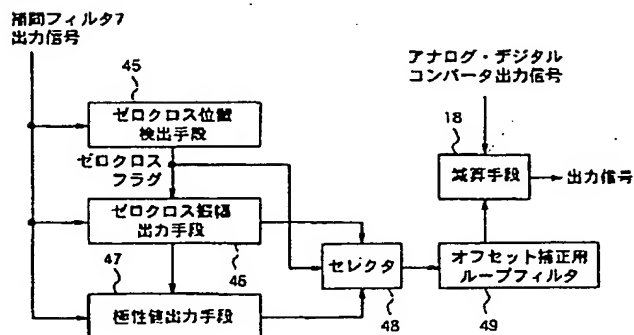 補間フィルタ7
出力信号
アナログ・デジタル
コンバータ出力信号
45
ゼロクロス位置
検出手段
18
ゼロクロス
フラグ
減算手段
出力信号
ゼロクロス振幅
出力手段
46
47
セレクタ
オフセット補正用
ループフィルタ
極性値出力手段
48
49